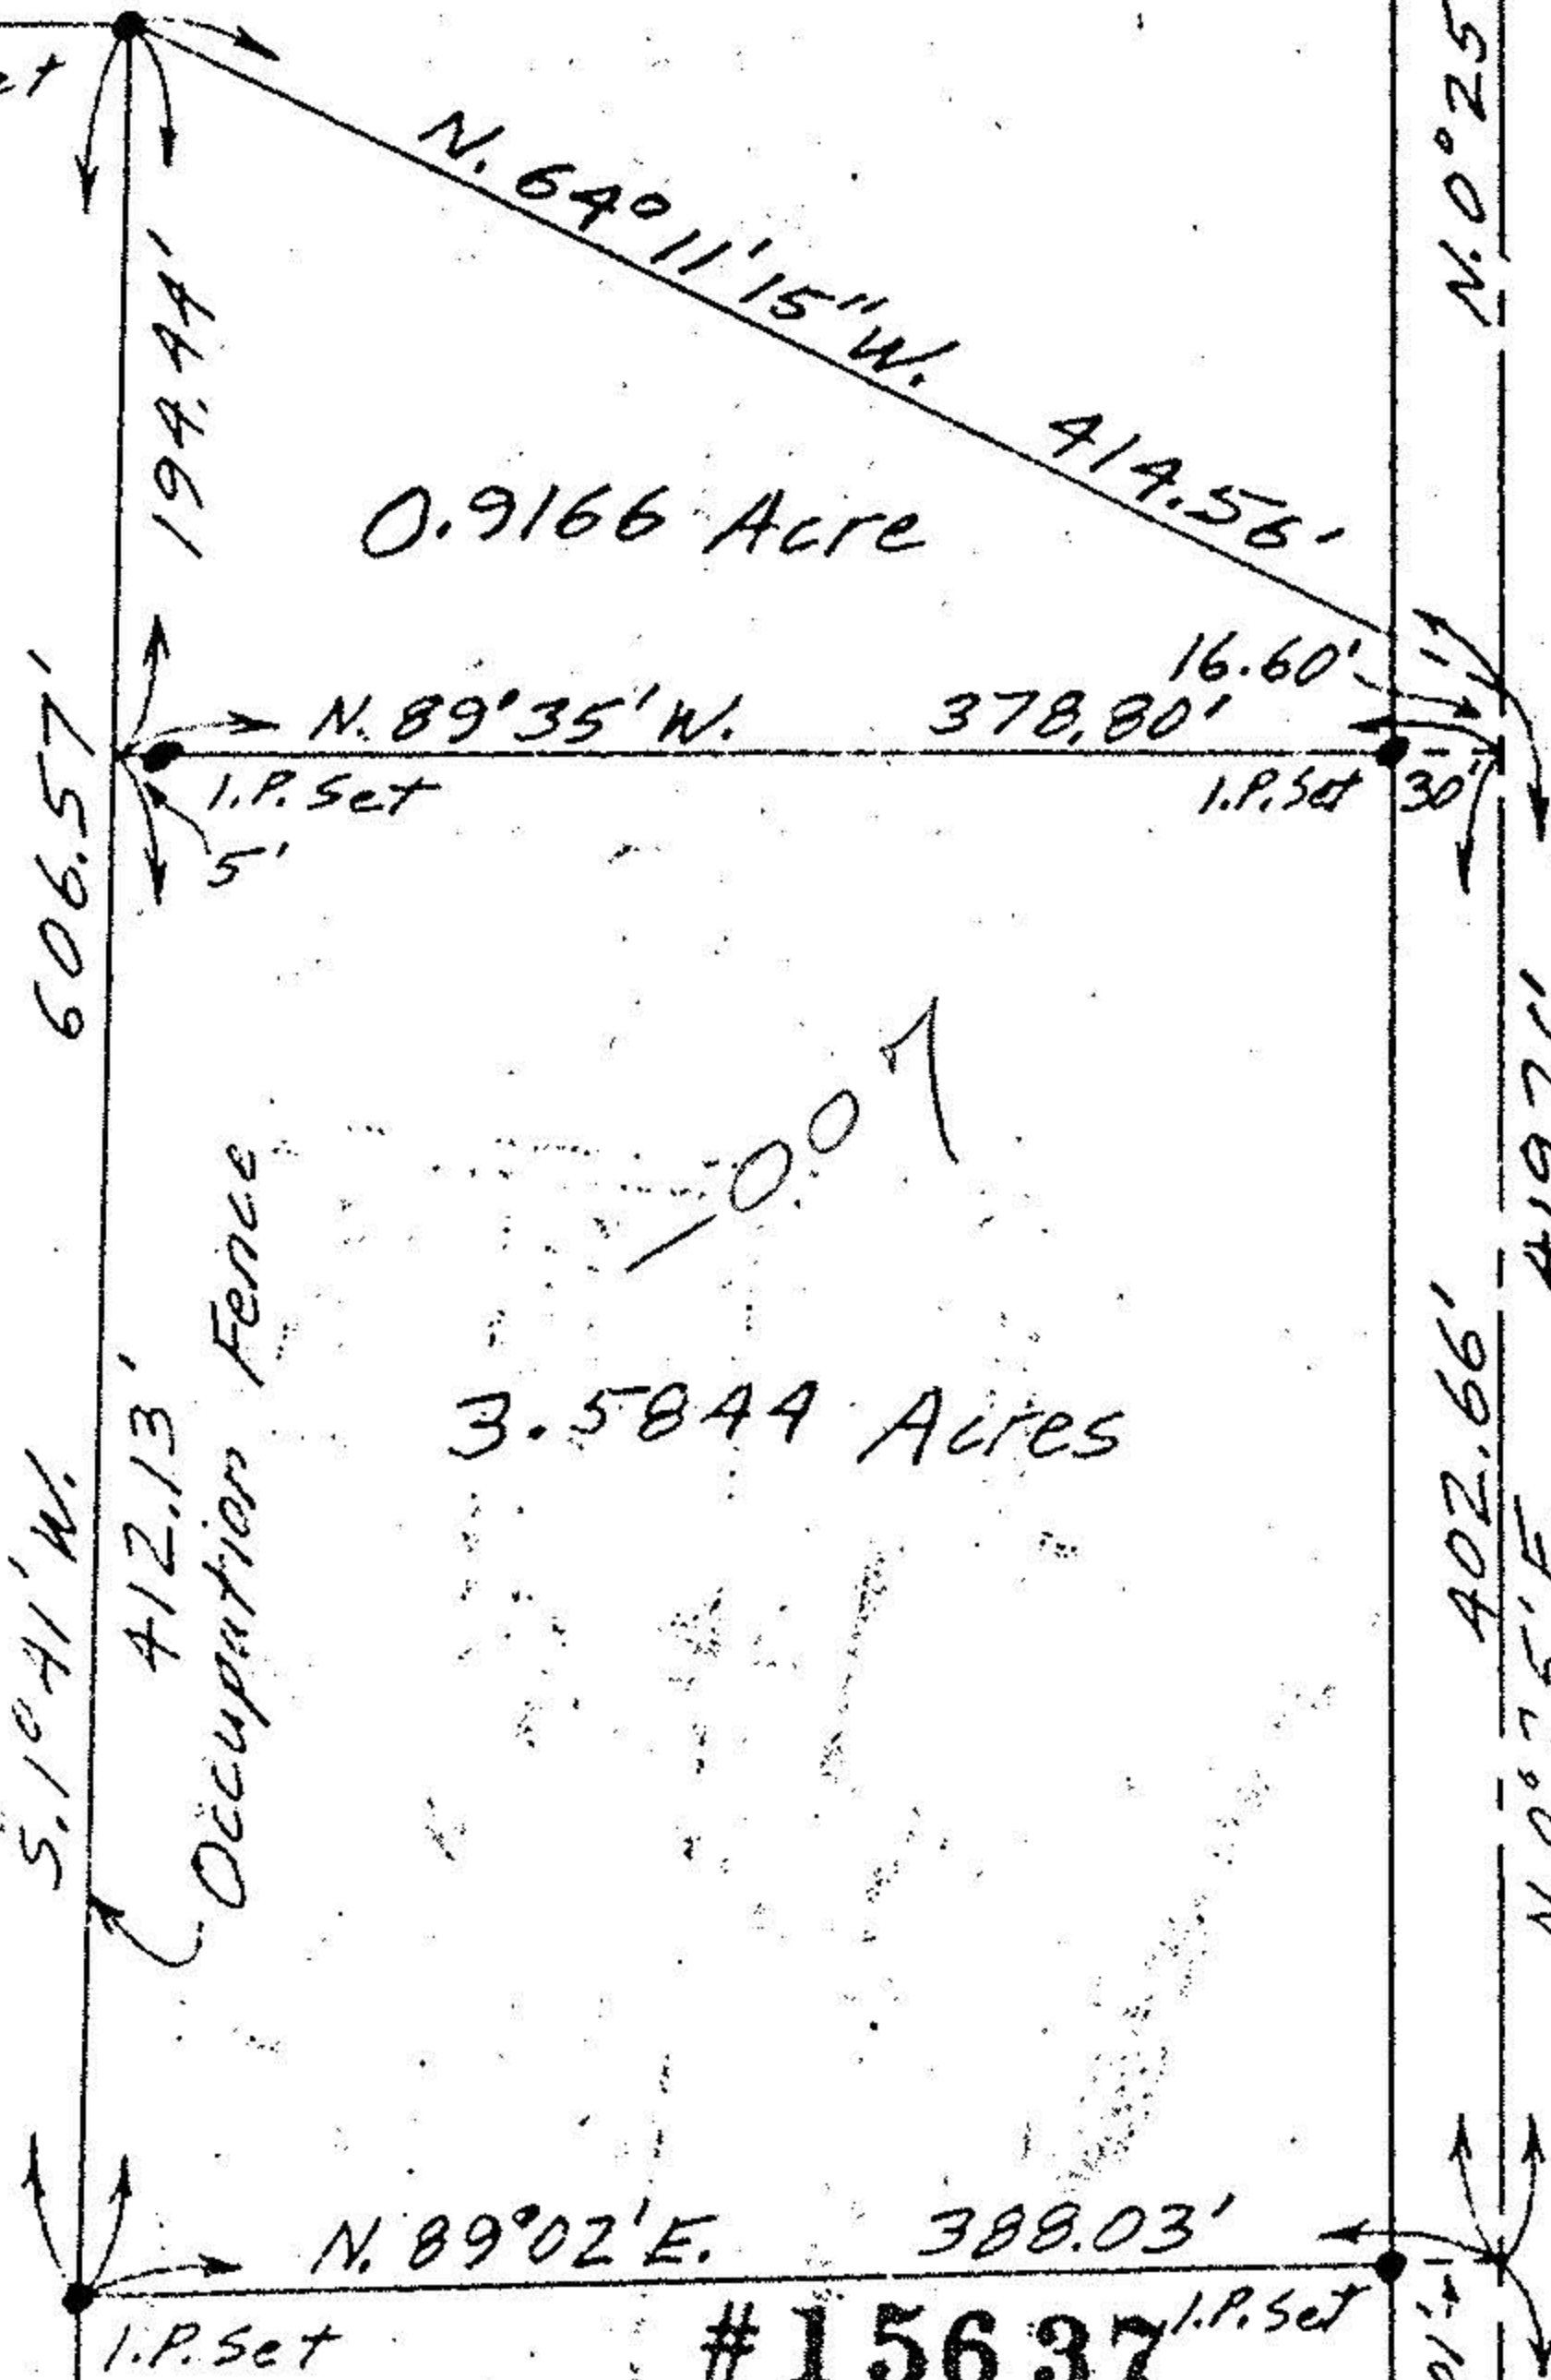 N. 0°25
N. 64°11'15" W. 414.56'
194.44'
0.9166 Acre
16.60'
N. 89°35' W. 378.80'
I.P. Set
I.P. Set
30'
5'
606.57'
412.13'
Occupation Fence
S. 1°41' W.
3.5844 Acres
402.66'
N. 89°02' E. 388.03'
I.P. Set
I.P. Set
#15637